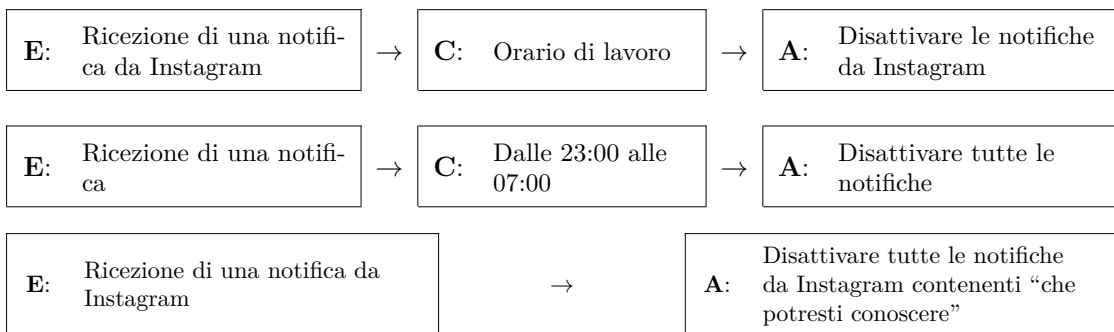 E: Ricezione di una notifi-
ca da Instagram → C: Orario di lavoro → A: Disattivare le notifiche
da Instagram
E: Ricezione di una notifi-
ca → C: Dalle 23:00 alle
07:00 → A: Disattivare tutte le
notifiche
E: Ricezione di una notifica da
Instagram → A: Disattivare tutte le notifiche
da Instagram contenenti “che
potresti conoscere”